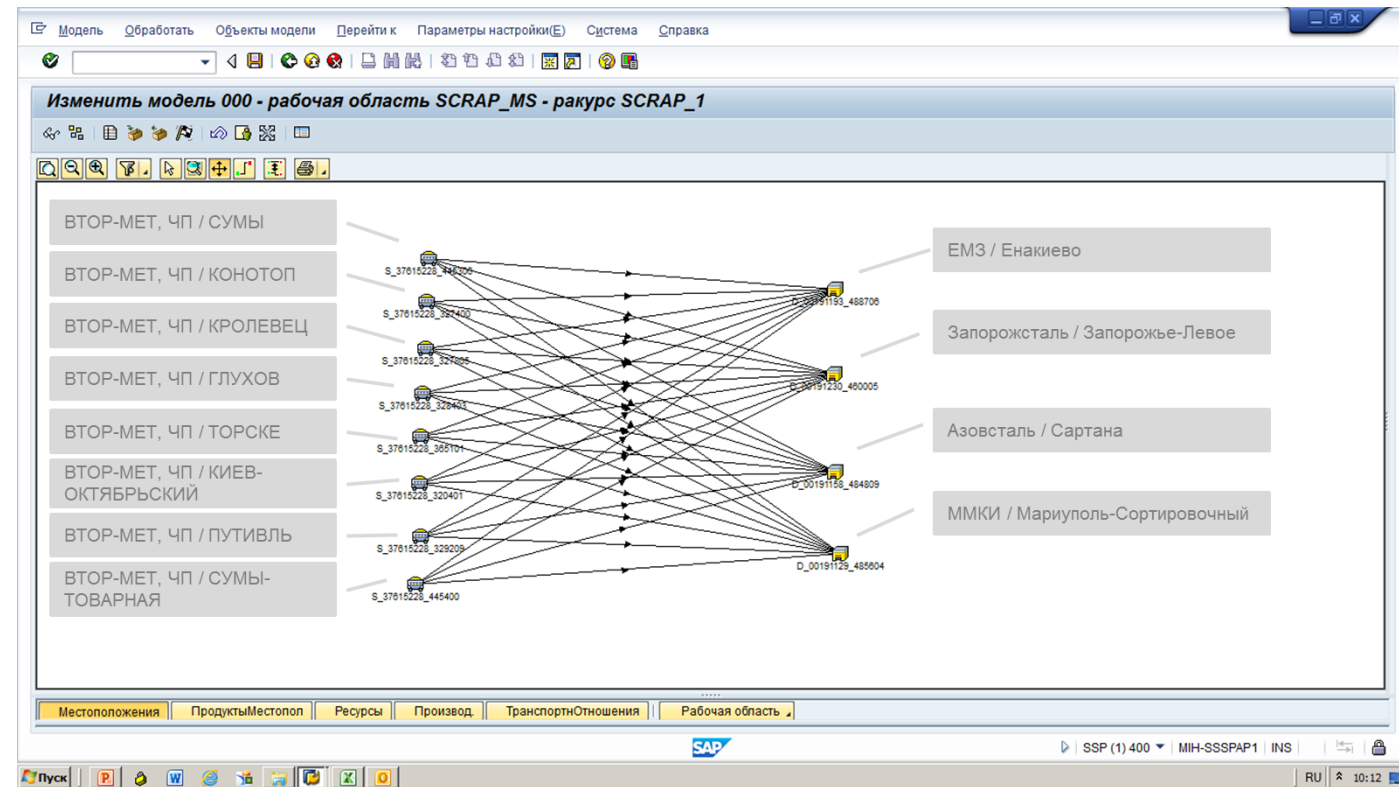 Модель Обработать Объекты модели Перейти к Параметры настройки(E) Система Справка
Изменить модель 000 - рабочая область SCRAP_MS - ракурс SCRAP_1
ВТОР-МЕТ, ЧП / СУМЫ
ВТОР-МЕТ, ЧП / КОНОТОП
ВТОР-МЕТ, ЧП / КРОЛЕВЕЦ
ВТОР-МЕТ, ЧП / ГЛУХОВ
ВТОР-МЕТ, ЧП / ТОРСКЕ
ВТОР-МЕТ, ЧП / КИЕВ-
ОКТЯБРЬСКИЙ
ВТОР-МЕТ, ЧП / ПУТИВЛЬ
ВТОР-МЕТ, ЧП / СУМЫ-
ТОВАРНАЯ
S_37615228_327400
S_37615228_328403
S_37615228_365101
S_37615228_320401
S_37615228_329209
S_37615228_445400
D_00191193_488706
D_00191230_460005
D_00191158_484809
D_00191129_485604
ЕМЗ / Енакиево
Запорожсталь / Запорожье-Левое
Азовсталь / Сартана
ММКИ / Мариуполь-Сортировочный
Местоположения ПродуктыМестопол Ресурсы Производ. ТранспортнОтношения Рабочая область
SAP
SSP (1) 400 MIH-SSSPAP1 INS
Пуск
RU 10:12